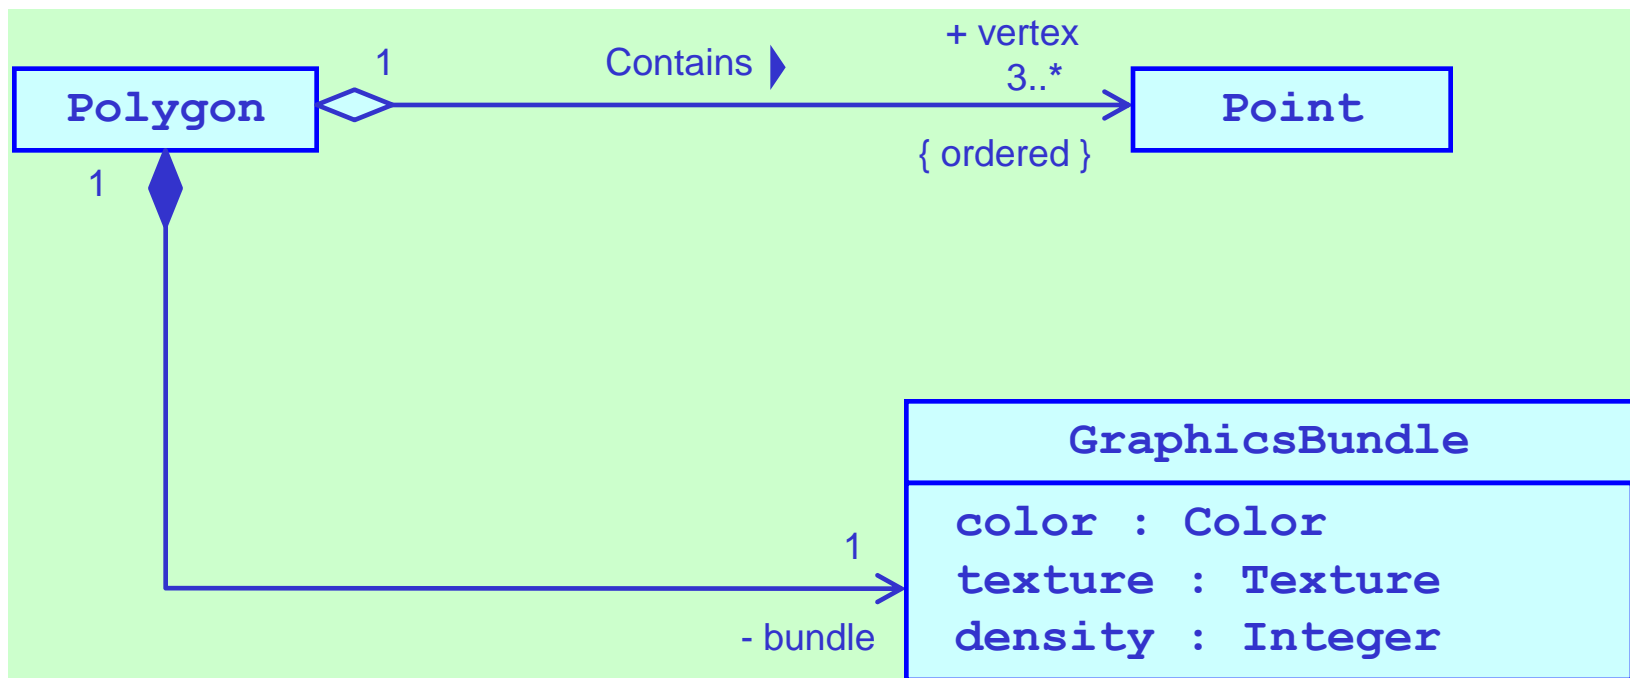 + vertex
1
Contains
3..*
Polygon
Point
{ ordered }
1
GraphicsBundle
color : Color
1
texture : Texture
- bundle
density : Integer